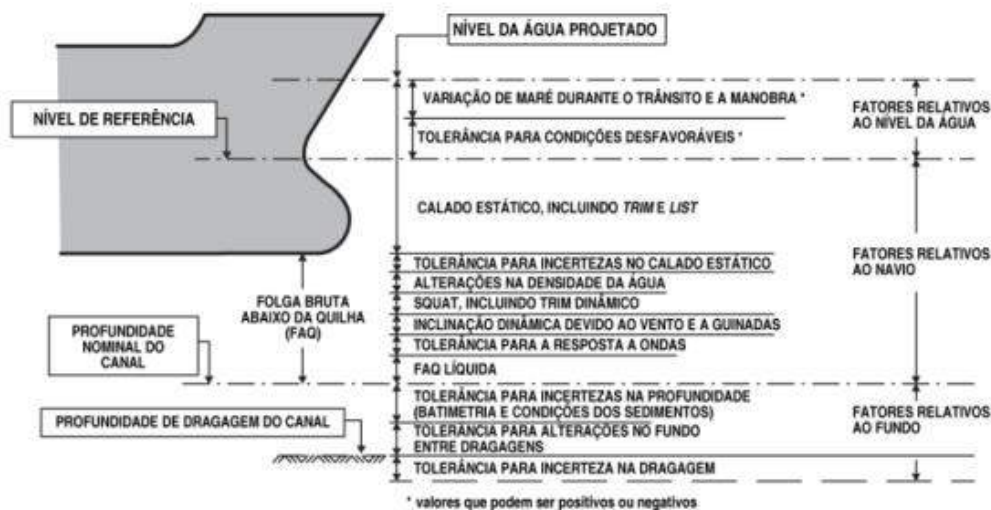 NÍVEL DA ÁGUA PROJETADO
VARIAÇÃO DE MARÉ DURANTE O TRÂNSITO E A MANOBRA *
FATORES RELATIVOS
AO NÍVEL DA ÁGUA
NÍVEL DE REFERÊNCIA
TOLERÂNCIA PARA CONDIÇÕES DESFAVORÁVEIS *
CALADO ESTÁTICO, INCLUINDO TRIM E LIST
FATORES RELATIVOS
AO NAVIO
TOLERÂNCIA PARA INCERTEZAS NO CALADO ESTÁTICO
ALTERAÇÕES NA DENSIDADE DA ÁGUA
SQUAT, INCLUINDO TRIM DINÂMICO
INCLINAÇÃO DINÂMICA DEVIDO AO VENTO E A GUINADAS
TOLERÂNCIA PARA A RESPOSTA A ONDAS
FAQ LÍQUIDA
FOLGA BRUTA
ABAIXO DA QUILHA
(FAQ)
PROFUNDIDADE
NOMINAL DO
CANAL
TOLERÂNCIA PARA INCERTEZAS NA PROFUNDIDADE
(BATIMETRIA E CONDIÇÕES DOS SEDIMENTOS)
FATORES RELATIVOS
AO FUNDO
PROFUNDIDADE DE DRAGAGEM DO CANAL
TOLERÂNCIA PARA ALTERAÇÕES NO FUNDO
ENTRE DRAGAGENS
TOLERÂNCIA PARA INCERTEZA NA DRAGAGEM
* valores que podem ser positivos ou negativos